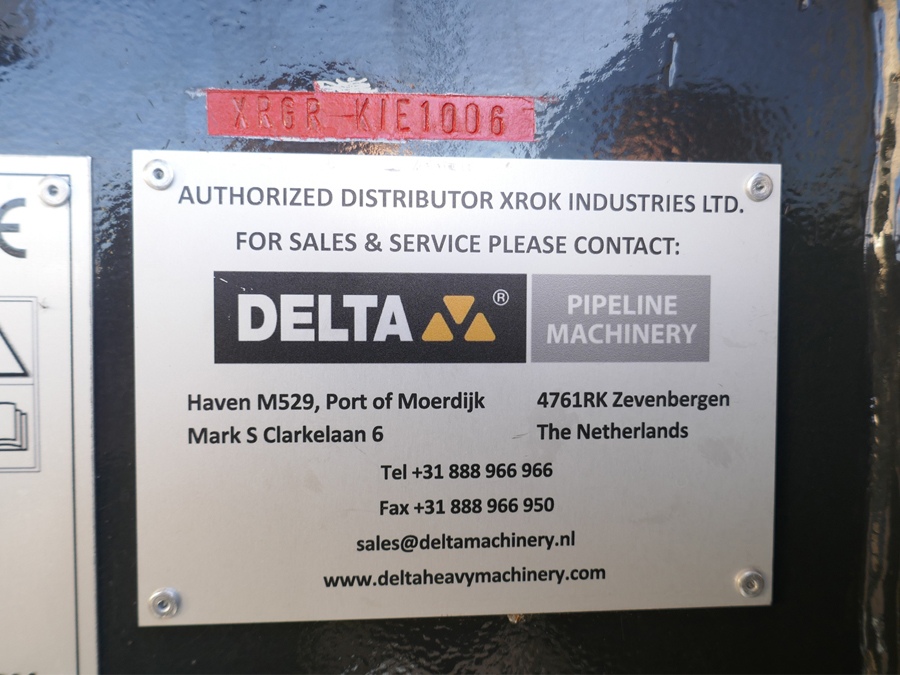 XRGR K/E1006
AUTHORIZED DISTRIBUTOR XROK INDUSTRIES LTD.
FOR SALES & SERVICE PLEASE CONTACT:
DELTA ®
PIPELINE
MACHINERY
Haven M529, Port of Moerdijk
Mark S Clarkelaan 6
4761RK Zevenbergen
The Netherlands
Tel +31 888 966 966
Fax +31 888 966 950
sales@deltamachinery.nl
www.deltaheavymachinery.com
CE